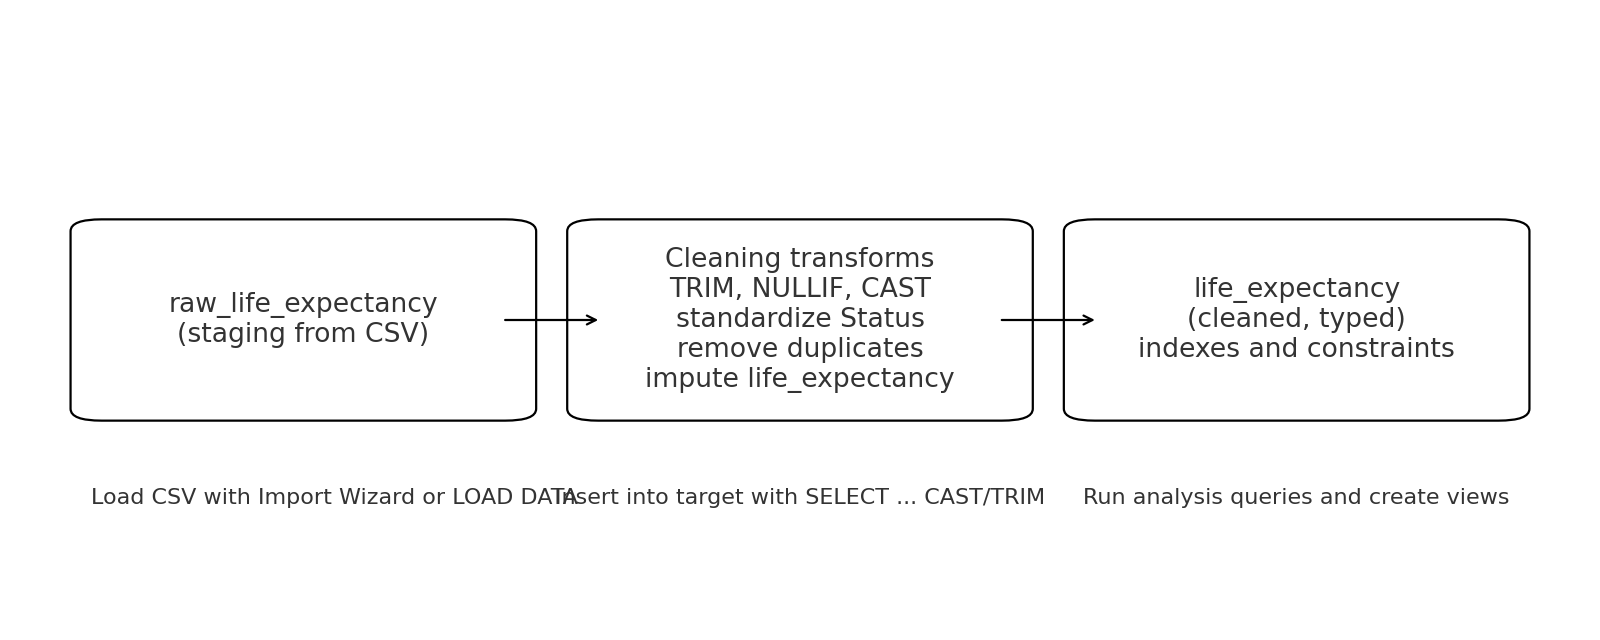 raw_life_expectancy
(staging from CSV)
Cleaning transforms
TRIM, NULLIF, CAST
standardize Status
remove duplicates
impute life_expectancy
life_expectancy
(cleaned, typed)
indexes and constraints
Load CSV with Import Wizard or LOAD DATA
Insert into target with SELECT ... CAST/TRIM
Run analysis queries and create views